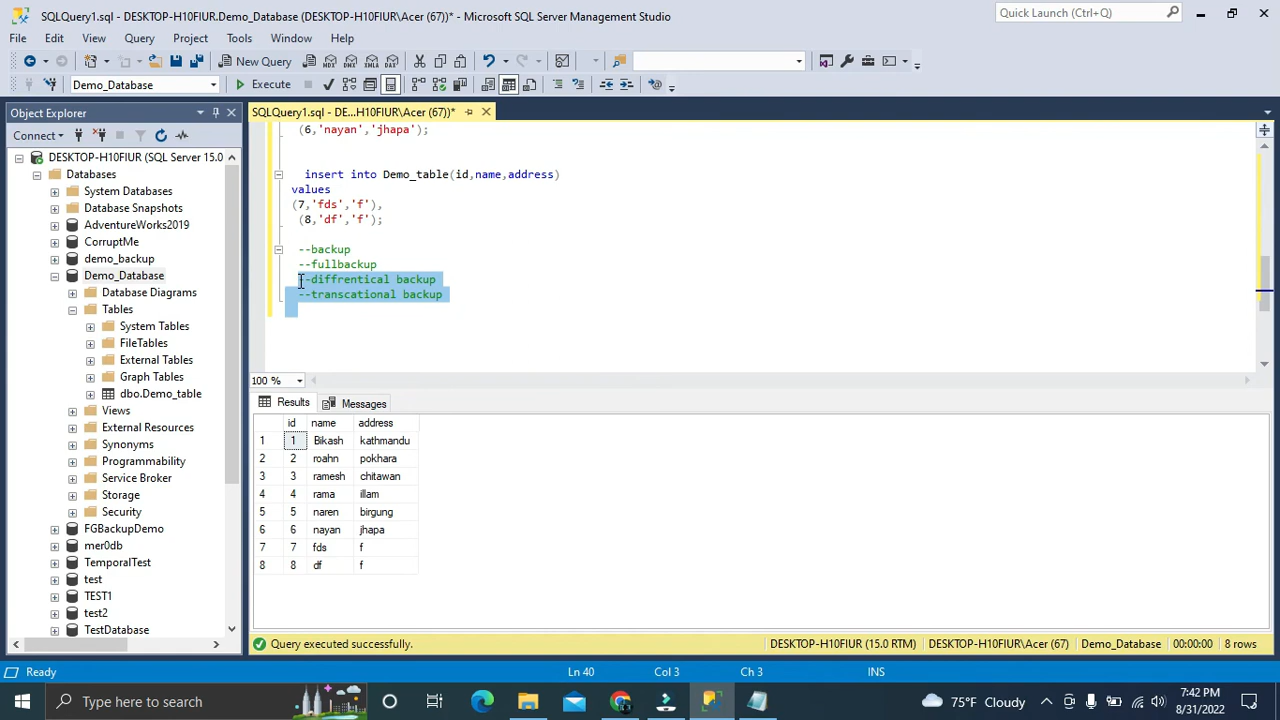 SQLQuery1.sql - DESKTOP-H10FIUR.Demo_Database (DESKTOP-H10FIUR\Acer (67))* - Microsoft SQL Server Management Studio
Quick Launch (Ctrl+Q)
File Edit View Query Project Tools Window Help
New Query
Demo_Database
Execute
Object Explorer
SQLQuery1.sql - DE...H10FIUR\Acer (67))*
Connect
DESKTOP-H10FIUR (SQL Server 15.0
Databases
System Databases
Database Snapshots
AdventureWorks2019
CorruptMe
demo_backup
Demo_Database
Database Diagrams
Tables
System Tables
FileTables
External Tables
Graph Tables
dbo.Demo_table
Views
External Resources
Synonyms
Programmability
Service Broker
Storage
Security
FGBackupDemo
mer0db
TemporalTest
test
TEST1
test2
TestDatabase
(6,'nayan','jhapa');
insert into Demo_table(id,name,address)
values
(7,'fds','f'),
(8,'df','f');
--backup
--fullbackup
--diffrentical backup
--transcational backup
100 %
Results Messages
id name address
1 1 Bikash kathmandu
2 2 roahn pokhara
3 3 ramesh chitawan
4 4 rama illam
5 5 naren birgung
6 6 nayan jhapa
7 7 fds f
8 8 df f
Query executed successfully.
DESKTOP-H10FIUR (15.0 RTM) DESKTOP-H10FIUR\Acer (67) Demo_Database 00:00:00 8 rows
Ready
Ln 40 Col 3 Ch 3 INS
Type here to search
75°F Cloudy
7:42 PM
8/31/2022